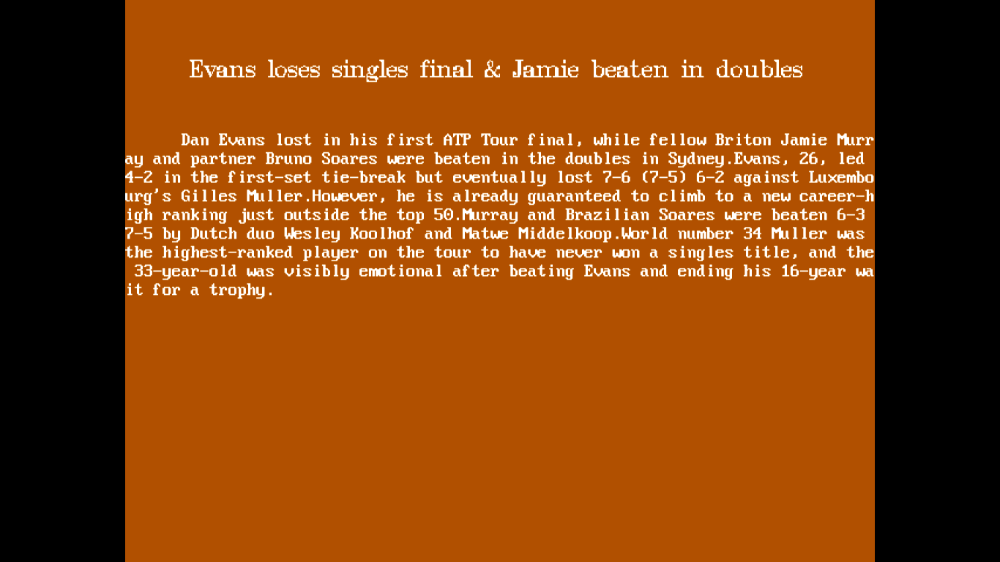 Evans loses singles final & Jamie beaten in doubles
Dan Evans lost in his first ATP Tour final, while fellow Briton Jamie Murr
ay and partner Bruno Soares were beaten in the doubles in Sydney.Evans, 26, led
4-2 in the first-set tie-break but eventually lost 7-6 (7-5) 6-2 against Luxembo
urg's Gilles Muller.However, he is already guaranteed to climb to a new career-h
igh ranking just outside the top 50.Murray and Brazilian Soares were beaten 6-3
7-5 by Dutch duo Wesley Koolhof and Matwe Middelkoop.World number 34 Muller was
the highest-ranked player on the tour to have never won a singles title, and the
33-year-old was visibly emotional after beating Evans and ending his 16-year wa
it for a trophy.